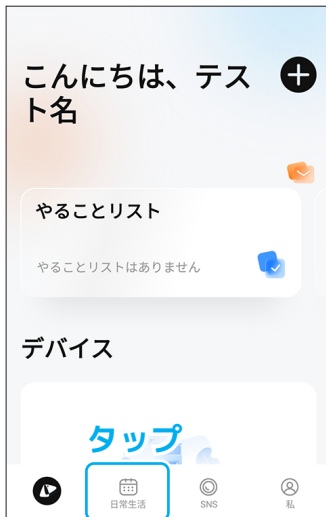 こんにちは、テス
ト名
やることリスト
やることリストはありません
デバイス
タップ
日常生活
SNS
私